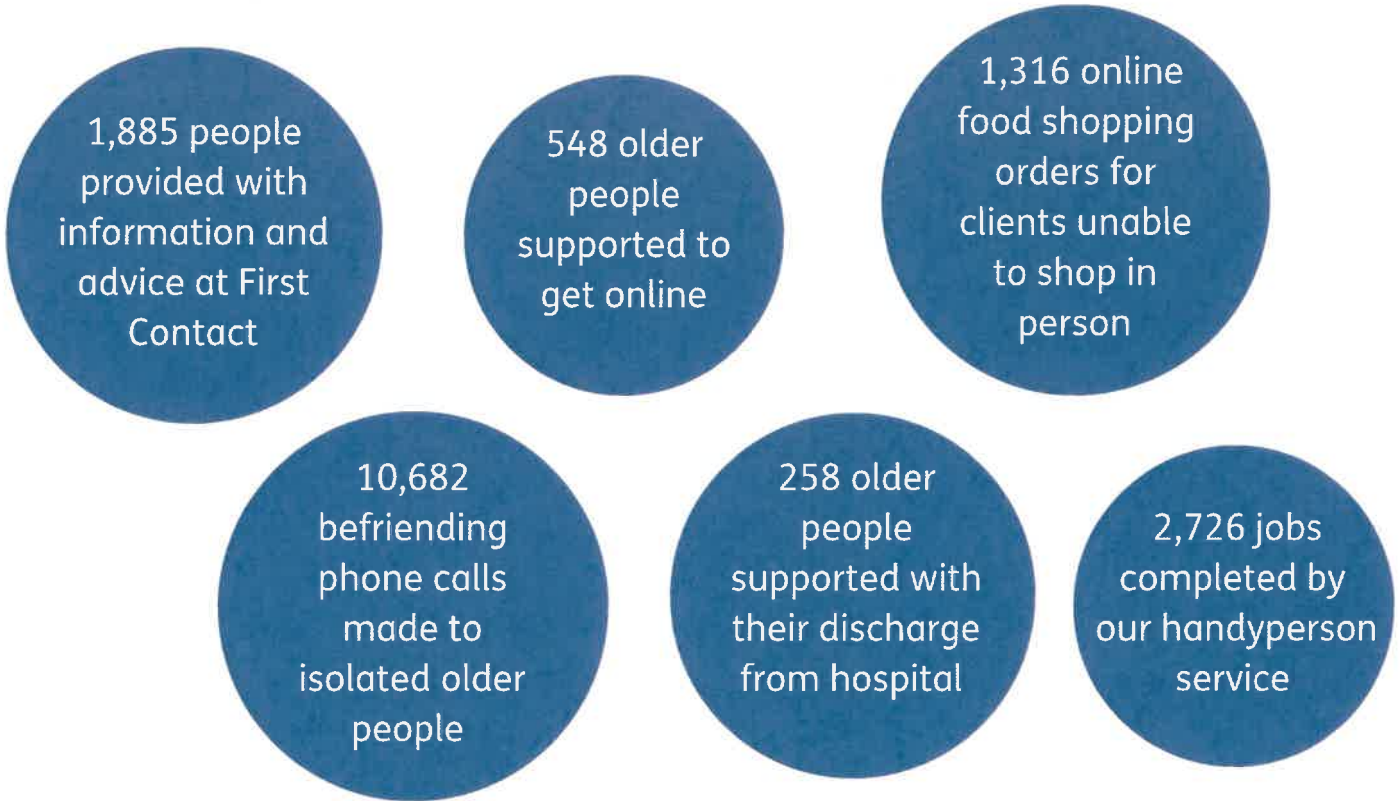 1,885 people
provided with
information and
advice at First
Contact
548 older
people
supported to
get online
1,316 online
food shopping
orders for
clients unable
to shop in
person
10,682
befriending
phone calls
made to
isolated older
people
258 older
people
supported with
their discharge
from hospital
2,726 jobs
completed by
our handyperson
service